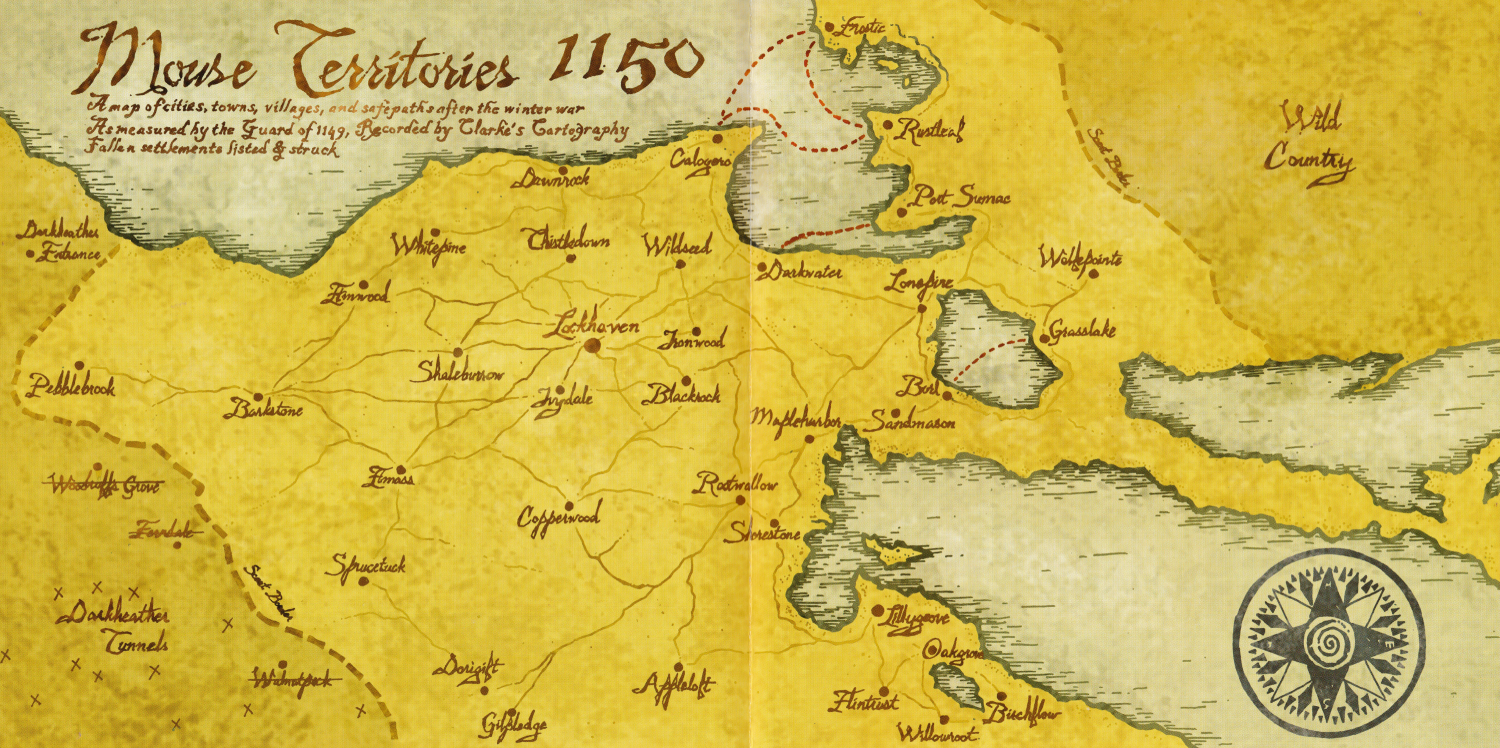 Mouse Territories 1150
A map of cities, towns, villages, and safe paths after the winter war
As measured by the Guard of 1149, Recorded by Clarke's Cartography
Fallen settlements listed & struck
Frostic
Rustleaf
Wild
Country
Scent Border
Calogero
Dawnrock
Port Sumac
Darkheather
Entrance
Whitepine
Thistledown
Wildseed
Darkwater
Wolfepointe
Elmwood
Lonepine
Lockhaven
Ironwood
Grasslake
Shaleburrow
Pebblebrook
Barkstone
Ivydale
Blackrock
Borl
Mapleharbor
Sandmason
Elmoss
Woodruffs Grove
Rootwallow
Copperwood
Ferndale
Shorestone
Sprucetuck
Scent Border
Darkheather
Tunnels
Lillygrove
Oakgrove
Walnutpeck
Dorigift
Appleloft
Flintrust
Birchflow
Gilpledge
Willowroot